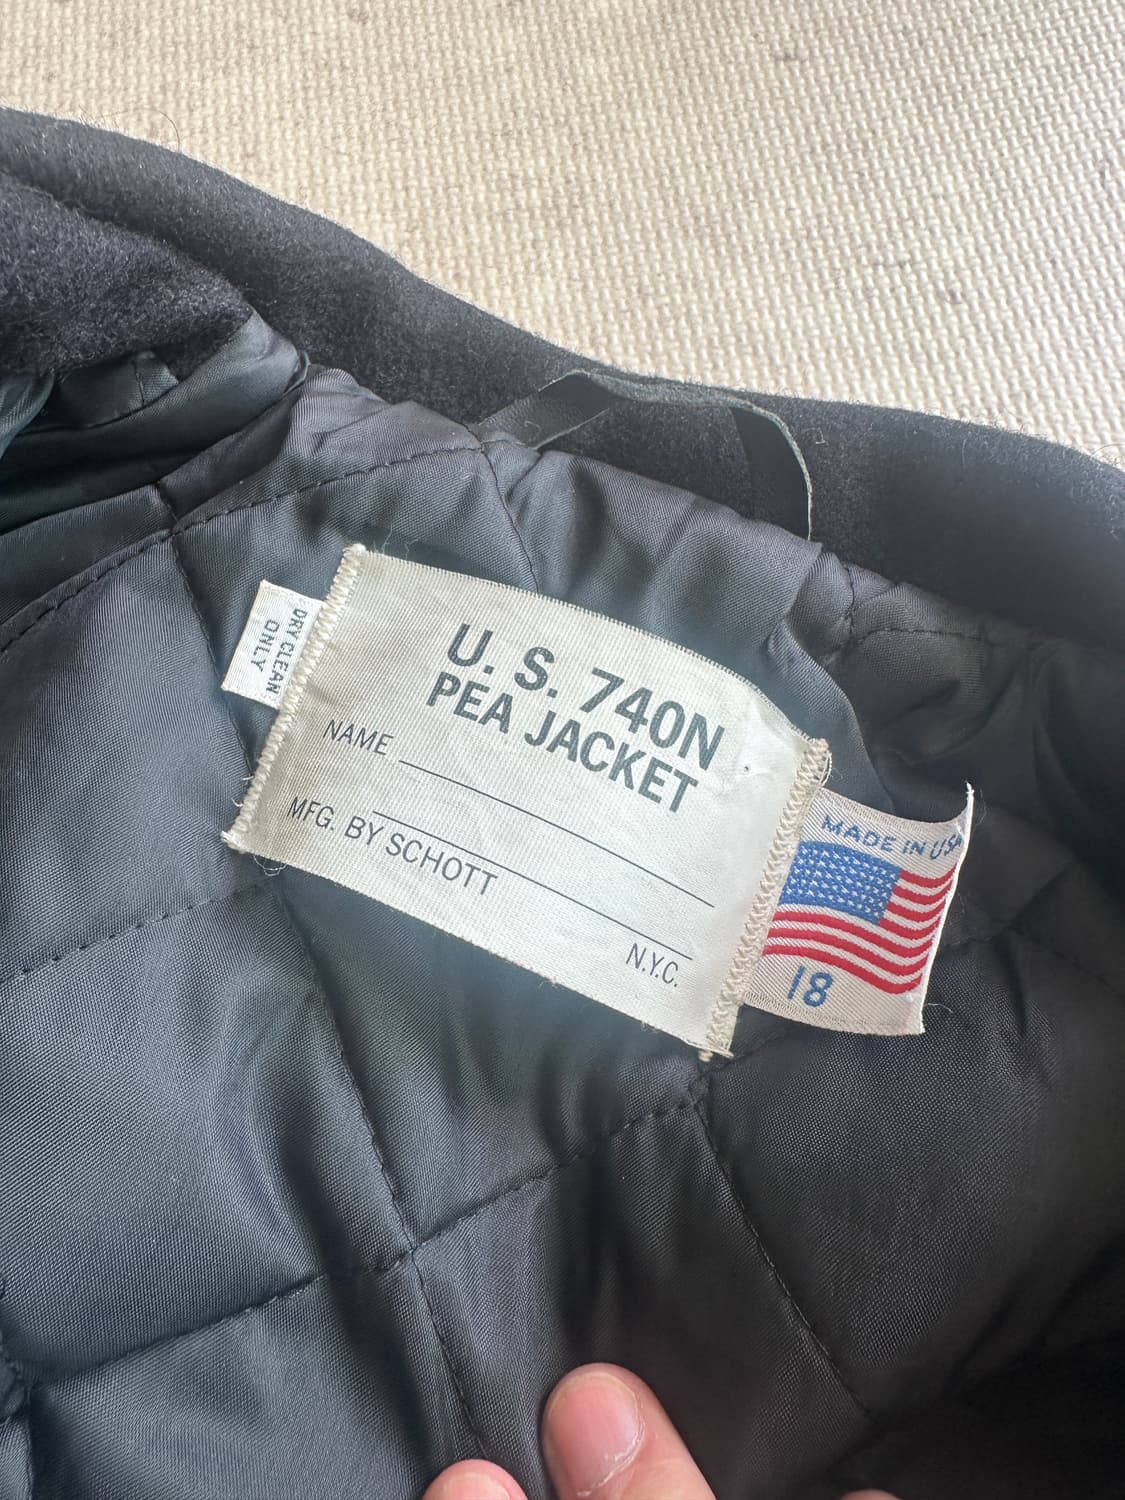 DRY CLEAN
ONLY
U. S. 740N
PEA JACKET
NAME
MFG. BY SCHOTT
N.Y.C.
MADE IN USA
18